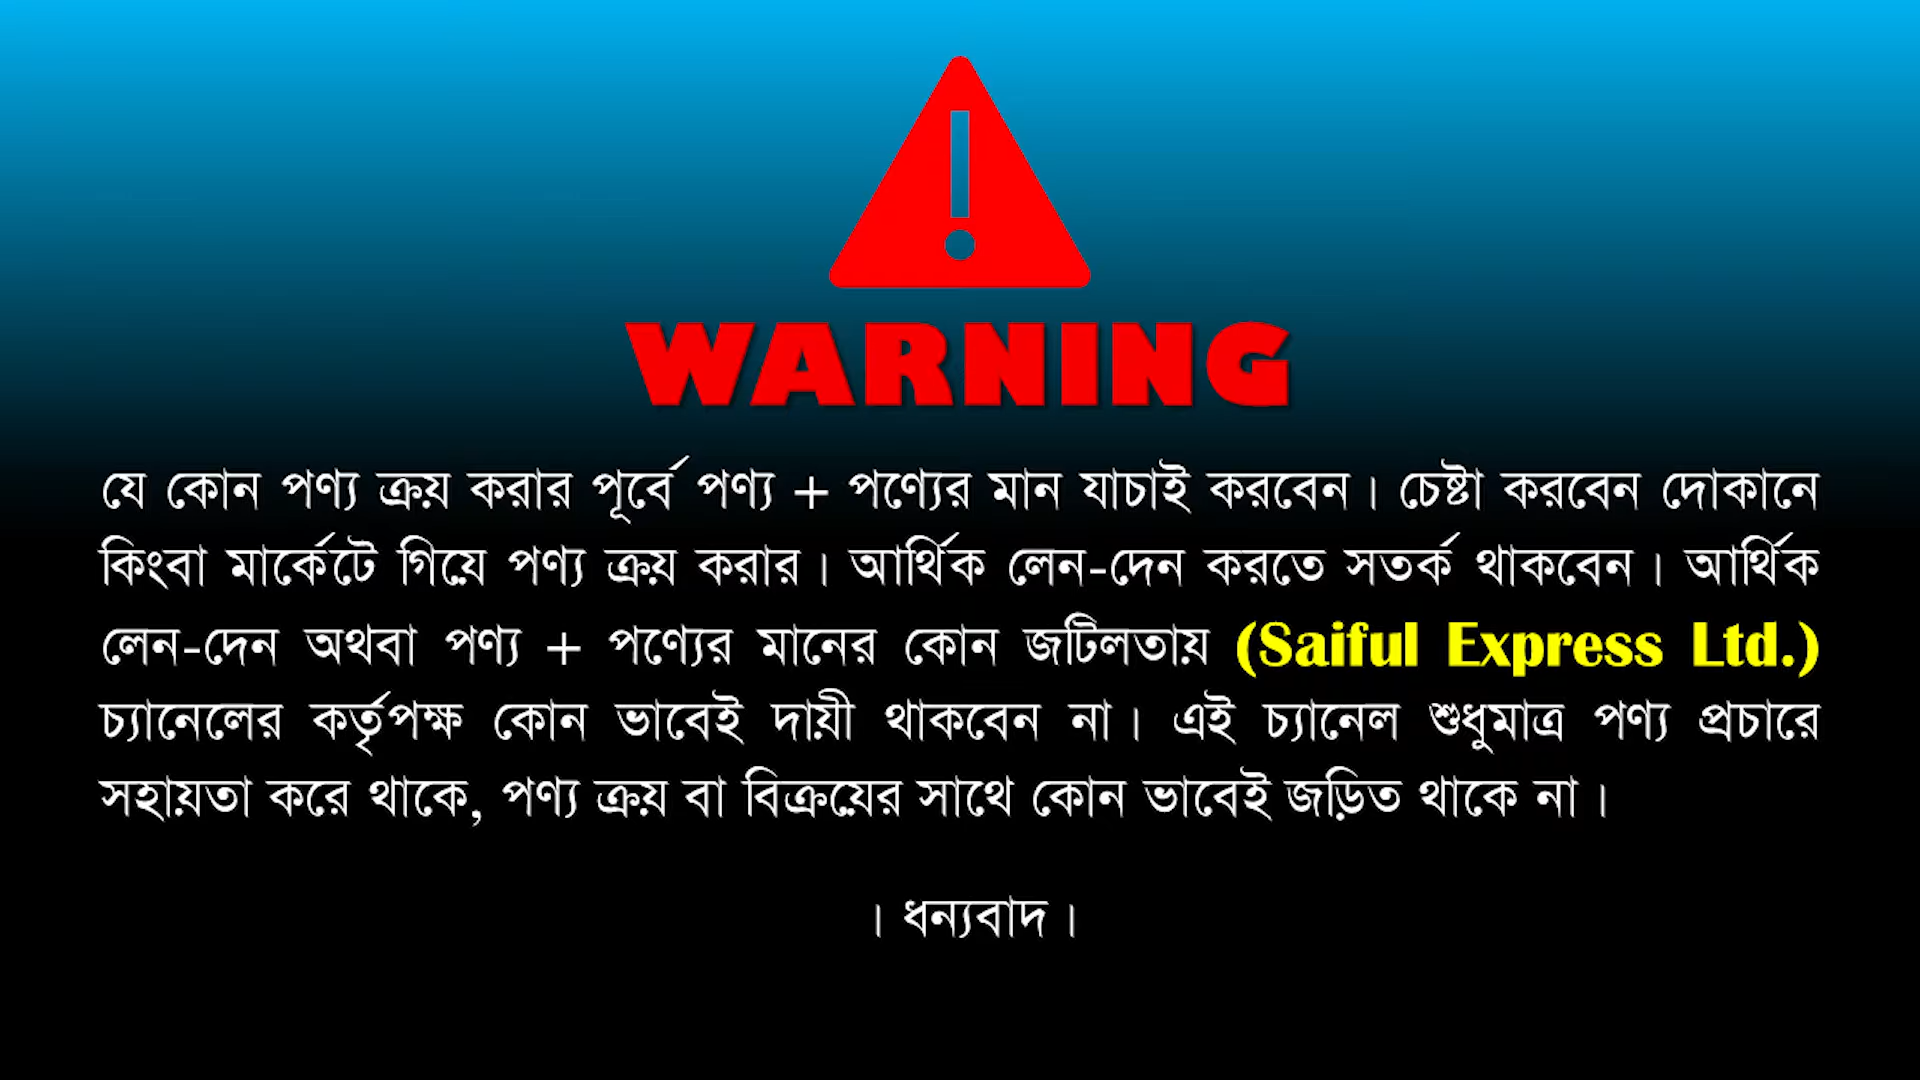 WARNING
যে কোন পণ্য ক্রয় করার পূর্বে পণ্য + পণ্যের মান যাচাই করবেন। চেষ্টা করবেন দোকানে
কিংবা মার্কেটে গিয়ে পণ্য ক্রয় করার। আর্থিক লেন-দেন করতে সতর্ক থাকবেন। আর্থিক
লেন-দেন অথবা পণ্য + পণ্যের মানের কোন জটিলতায় (Saiful Express Ltd.)
চ্যানেলের কর্তৃপক্ষ কোন ভাবেই দায়ী থাকবেন না। এই চ্যানেল শুধুমাত্র পণ্য প্রচারে
সহায়তা করে থাকে, পণ্য ক্রয় বা বিক্রয়ের সাথে কোন ভাবেই জড়িত থাকে না।
। ধন্যবাদ।